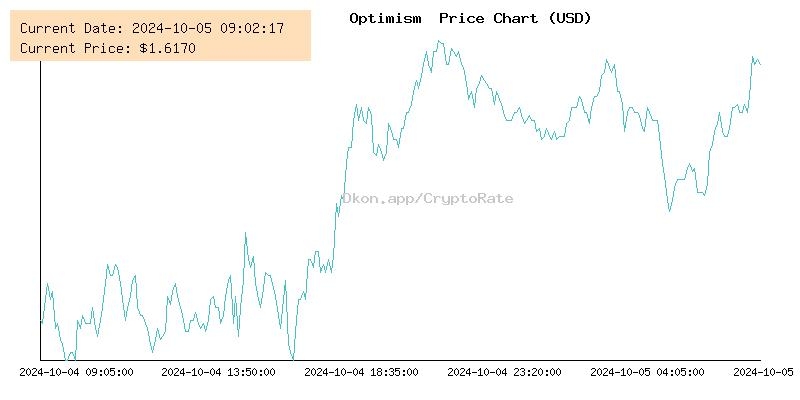 Optimism  Price Chart (USD)
Current Date: 2024-10-05 09:02:17
Current Price: $1.6170
Dkon.app/CryptoRate
2024-10-04 09:05:00 2024-10-04 13:50:00 2024-10-04 18:35:00 2024-10-04 23:20:00 2024-10-05 04:05:00 2024-10-05